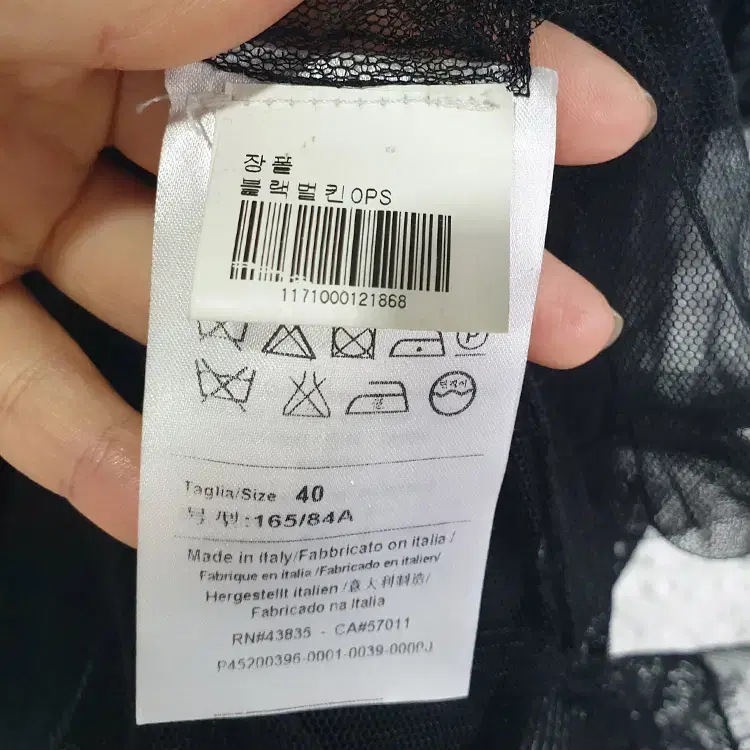 장 폴
블랙벌킨OPS
1171000121868
P
Taglia/Size 40
号 型:165/84A
Made in Italy/Fabbricato on italia/
Fabrique en italia/Fabricado en italien/
Hergestellt italien/意大利制造/
Fabricado na Italia
RN#43835 - CA#57011
P45200396-0001-0039-0000J